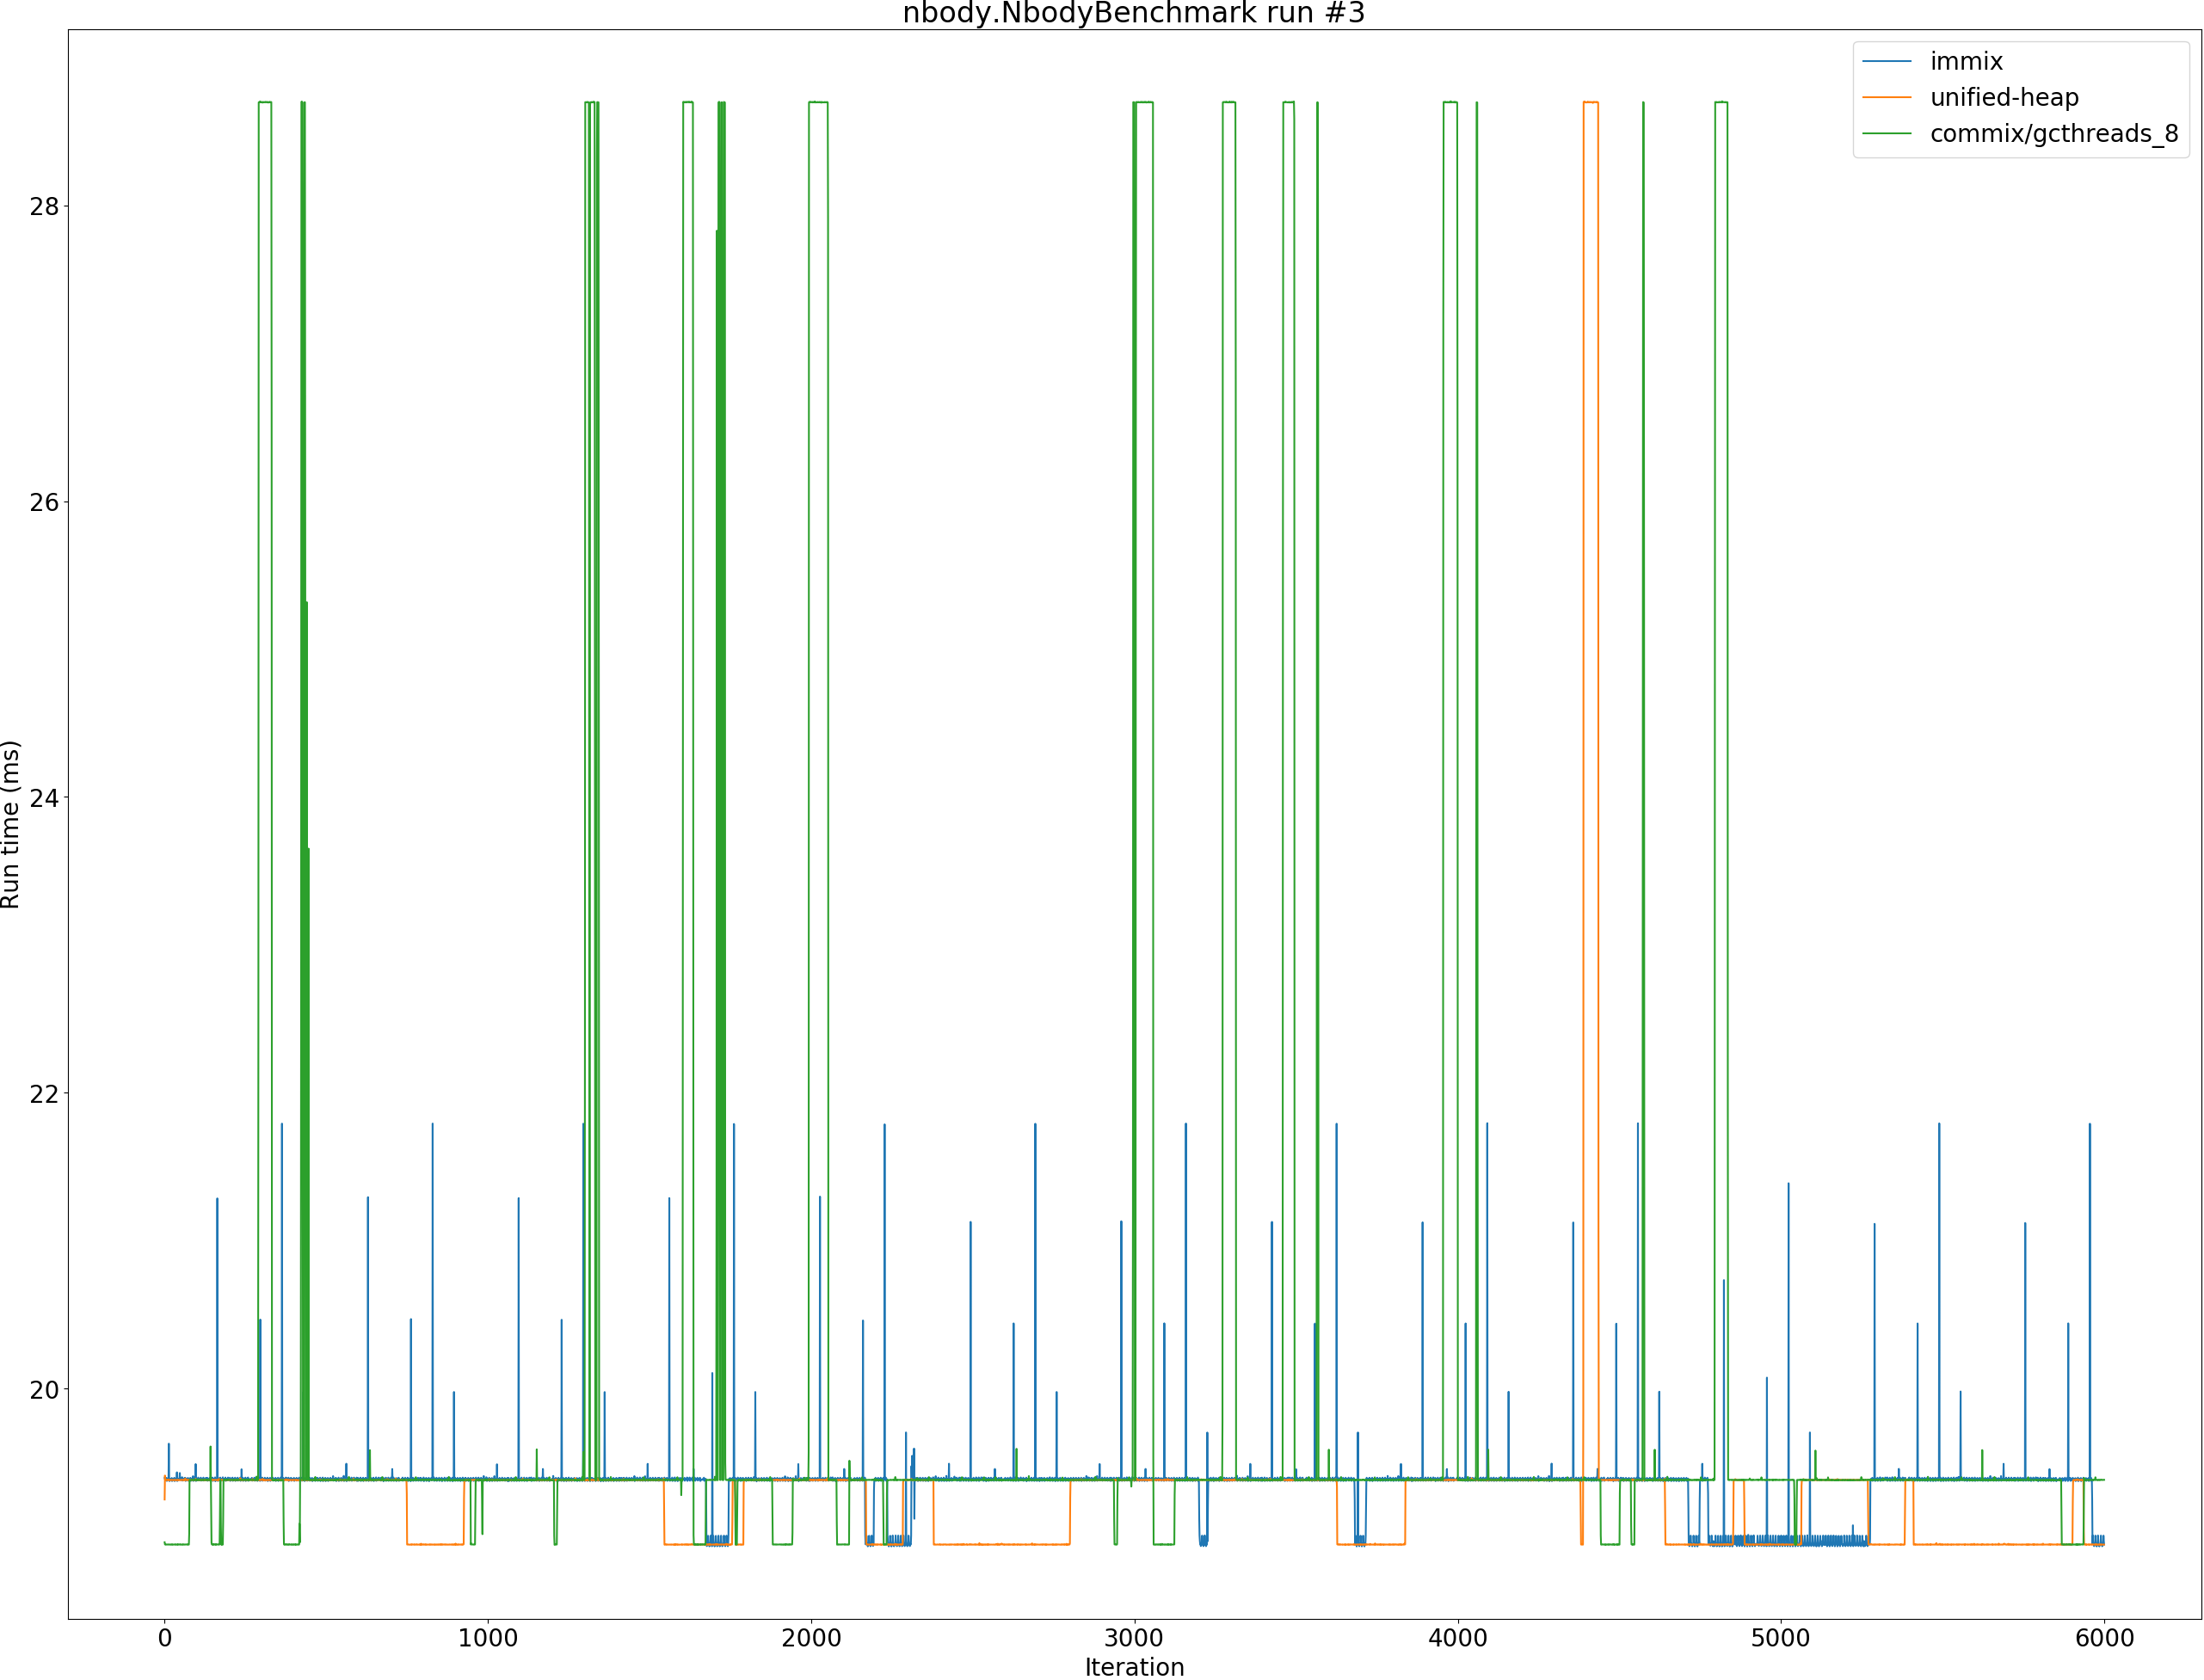 nbody.NbodyBenchmark run #3
immix
unified-heap
commix/gcthreads_8
Run time (ms)
28
26
24
22
20
0 1000 2000 3000 4000 5000 6000
Iteration